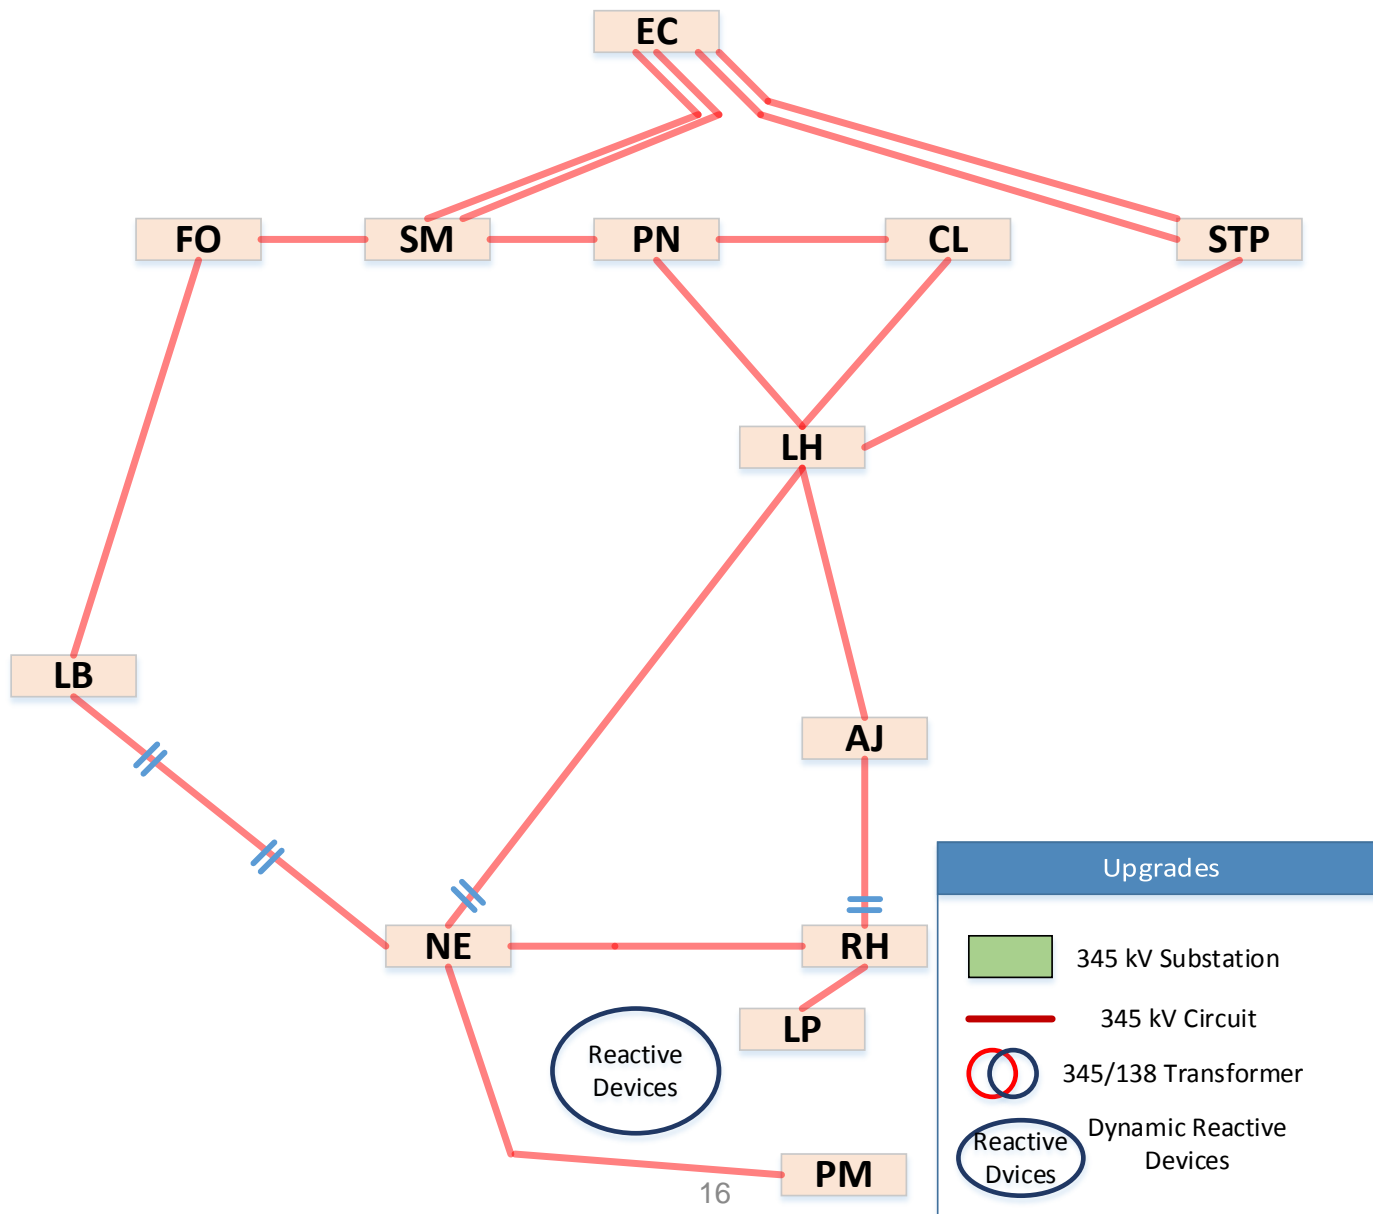 EC
FO
SM
PN
CL
STP
LH
LB
AJ
NE
RH
LP
Reactive
Devices
PM
16
Upgrades
345 kV Substation
345 kV Circuit
345/138 Transformer
Reactive
Dvices
Dynamic Reactive
Devices